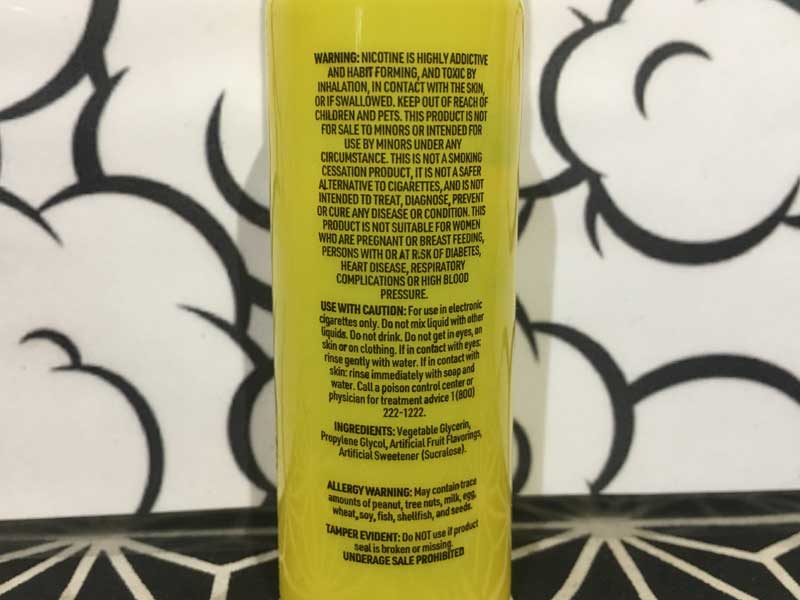 WARNING: NICOTINE IS HIGHLY ADDICTIVE
AND HABIT FORMING, AND TOXIC BY
INHALATION, IN CONTACT WITH THE SKIN,
OR IF SWALLOWED. KEEP OUT OF REACH OF
CHILDREN AND PETS. THIS PRODUCT IS NOT
FOR SALE TO MINORS OR INTENDED FOR
USE BY MINORS UNDER ANY
CIRCUMSTANCE. THIS IS NOT A SMOKING
CESSATION PRODUCT, IT IS NOT A SAFER
ALTERNATIVE TO CIGARETTES, AND IS NOT
INTENDED TO TREAT, DIAGNOSE, PREVENT
OR CURE ANY DISEASE OR CONDITION. THIS
PRODUCT IS NOT SUITABLE FOR WOMEN
WHO ARE PREGNANT OR BREAST FEEDING,
PERSONS WITH OR AT RISK OF DIABETES,
HEART DISEASE, RESPIRATORY
COMPLICATIONS OR HIGH BLOOD
PRESSURE.
USE WITH CAUTION: For use in electronic
cigarettes only. Do not mix liquid with other
liquids. Do not drink. Do not get in eyes, on
skin or on clothing. If in contact with eyes:
rinse gently with water. If in contact with
skin: rinse immediately with soap and
water. Call a poison control center or
physician for treatment advice 1 (800)
222-1222.
INGREDIENTS: Vegetable Glycerin,
Propylene Glycol, Artificial Fruit Flavorings,
Artificial Sweetener (Sucralose).
ALLERGY WARNING: May contain trace
amounts of peanut, tree nuts, milk, egg,
wheat, soy, fish, shellfish, and seeds.
TAMPER EVIDENT: Do NOT use if product
seal is broken or missing.
UNDERAGE SALE PROHIBITED